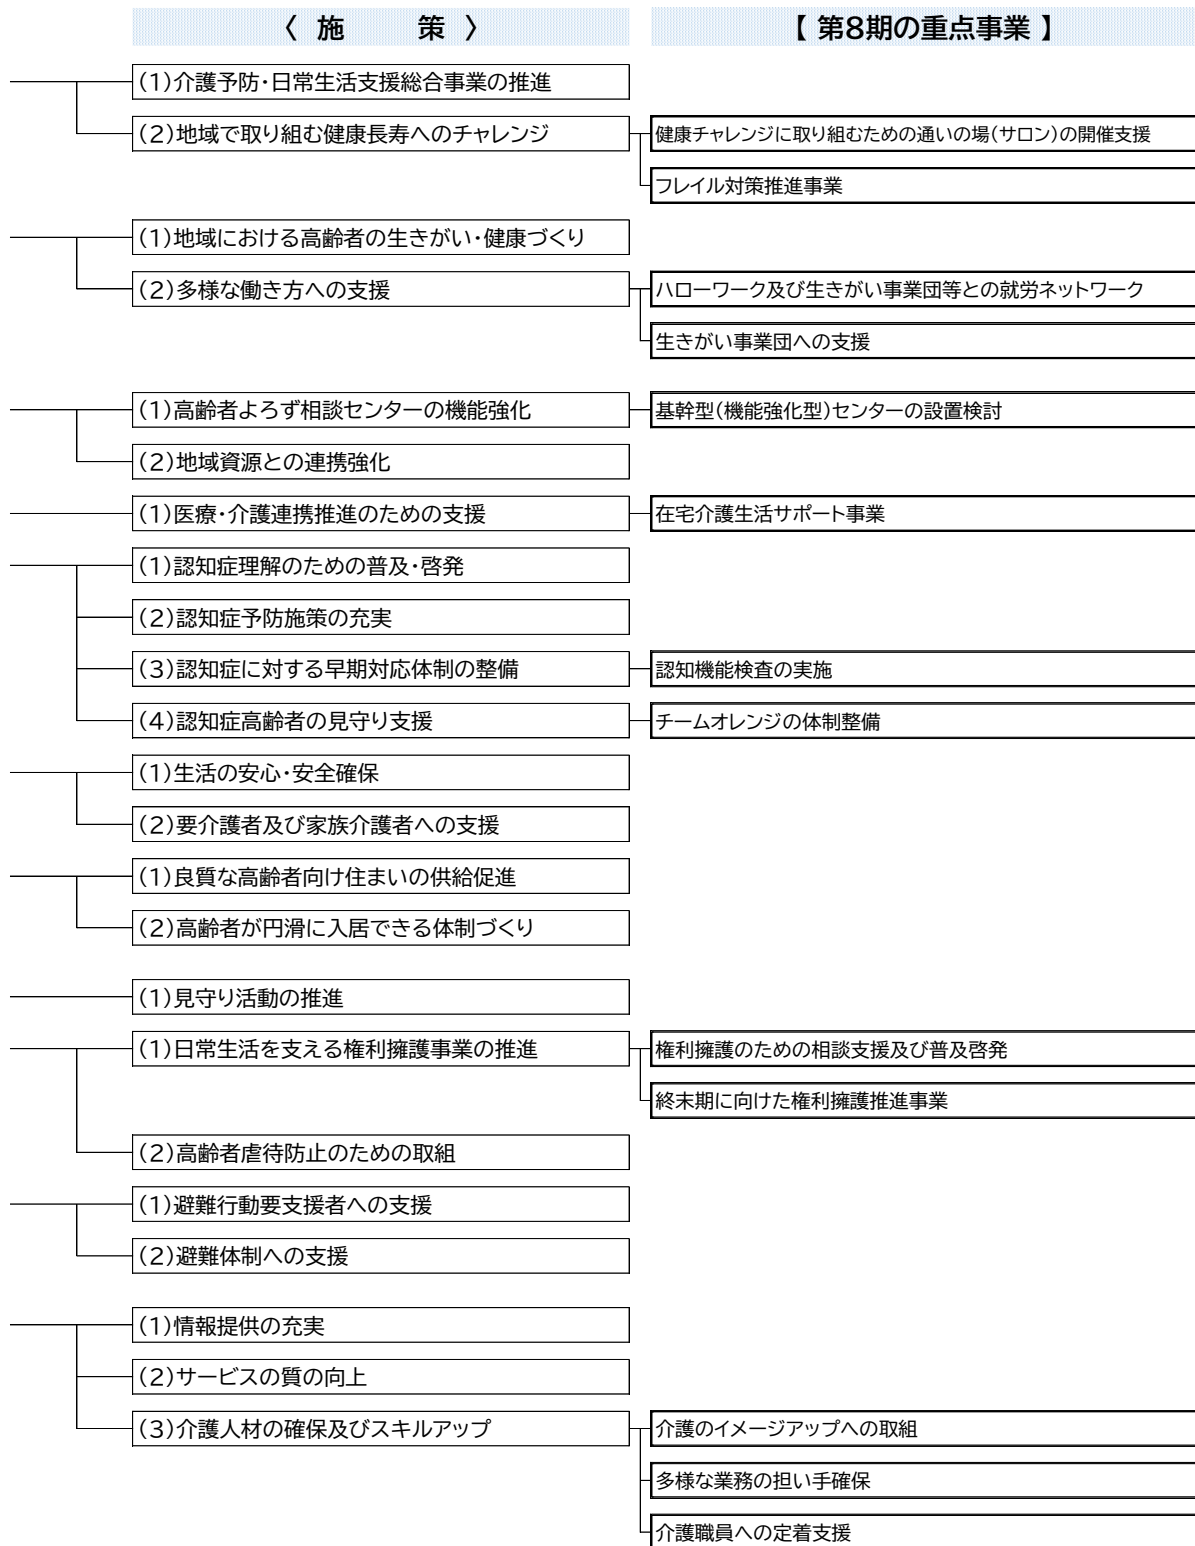 〈 施 策 〉
【 第8期の重点事業 】
(1)介護予防・日常生活支援総合事業の推進
(2)地域で取り組む健康長寿へのチャレンジ
健康チャレンジに取り組むための通いの場(サロン)の開催支援
フレイル対策推進事業
(1)地域における高齢者の生きがい・健康づくり
(2)多様な働き方への支援
ハローワーク及び生きがい事業団等との就労ネットワーク
生きがい事業団への支援
(1)高齢者よろず相談センターの機能強化
基幹型(機能強化型)センターの設置検討
(2)地域資源との連携強化
(1)医療・介護連携推進のための支援
在宅介護生活サポート事業
(1)認知症理解のための普及・啓発
(2)認知症予防施策の充実
(3)認知症に対する早期対応体制の整備
認知機能検査の実施
(4)認知症高齢者の見守り支援
チームオレンジの体制整備
(1)生活の安心・安全確保
(2)要介護者及び家族介護者への支援
(1)良質な高齢者向け住まいの供給促進
(2)高齢者が円滑に入居できる体制づくり
(1)見守り活動の推進
(1)日常生活を支える権利擁護事業の推進
権利擁護のための相談支援及び普及啓発
終末期に向けた権利擁護推進事業
(2)高齢者虐待防止のための取組
(1)避難行動要支援者への支援
(2)避難体制への支援
(1)情報提供の充実
(2)サービスの質の向上
(3)介護人材の確保及びスキルアップ
介護のイメージアップへの取組
多様な業務の担い手確保
介護職員への定着支援